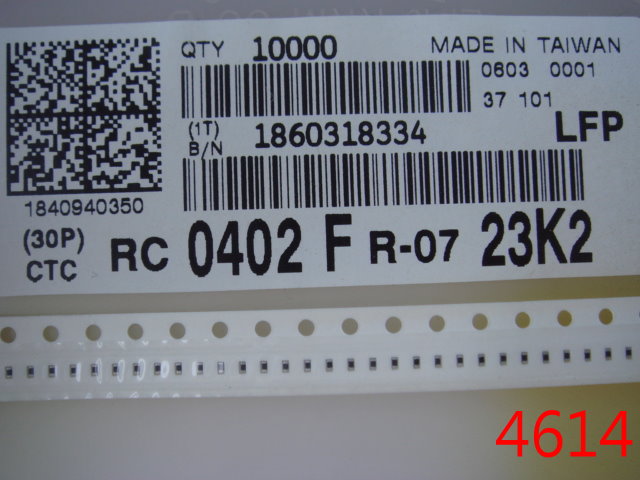 QTY 10000 MADE IN TAIWAN
0603 0001
37 101
(1T)
B/N 1860318334 LFP
1840940350
(30P)
CTC RC 0402 F R-07 23K2
4614